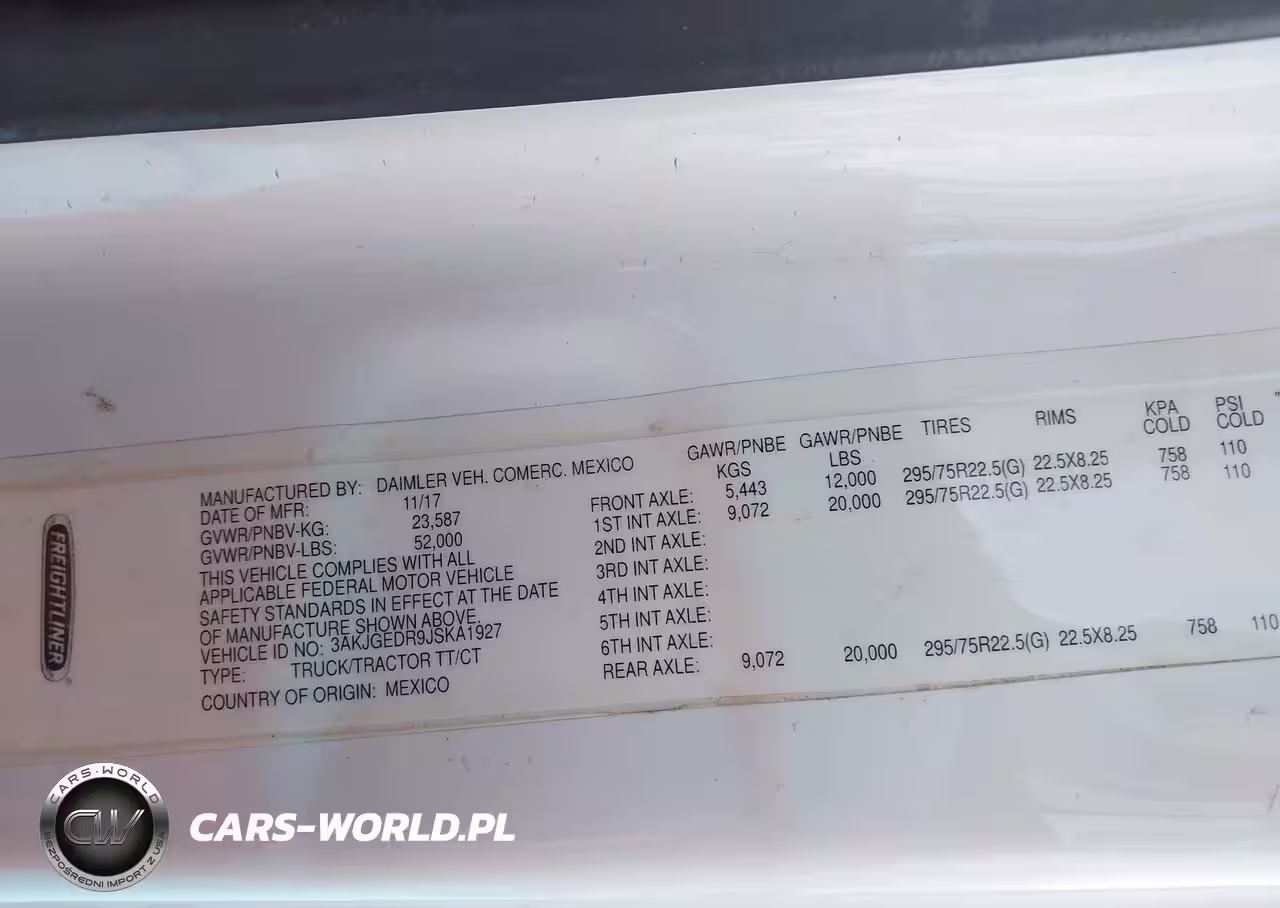 FREIGHTLINER
MANUFACTURED BY: DAIMLER VEH. COMERC. MEXICO
DATE OF MFR: 11/17
GVWR/PNBV-KG: 23,587
GVWR/PNBV-LBS: 52,000
THIS VEHICLE COMPLIES WITH ALL
APPLICABLE FEDERAL MOTOR VEHICLE
SAFETY STANDARDS IN EFFECT AT THE DATE
OF MANUFACTURE SHOWN ABOVE.
VEHICLE ID NO: 3AKJGEDR9JSKA1927
TYPE: TRUCK/TRACTOR TT/CT
COUNTRY OF ORIGIN: MEXICO
GAWR/PNBE KGS GAWR/PNBE LBS TIRES RIMS KPA COLD PSI COLD
FRONT AXLE: 5,443 12,000 295/75R22.5(G) 22.5X8.25 758 110
1ST INT AXLE: 9,072 20,000 295/75R22.5(G) 22.5X8.25 758 110
2ND INT AXLE:
3RD INT AXLE:
4TH INT AXLE:
5TH INT AXLE:
6TH INT AXLE:
REAR AXLE: 9,072 20,000 295/75R22.5(G) 22.5X8.25 758 110
CARS-WORLD
CW
BEZPOŚREDNI IMPORT Z USA
CARS-WORLD.PL